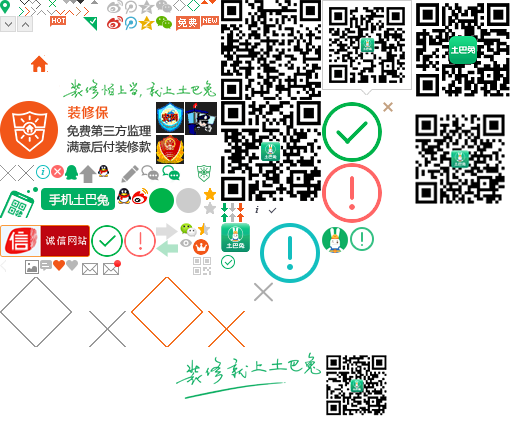 HOT
免费
NEW
装修怕上当,就上土巴兔
土巴兔
装修保
免费第三方监理
满意后付装修款
手机土巴兔
信
诚信网站
土巴兔
装修就上土巴兔